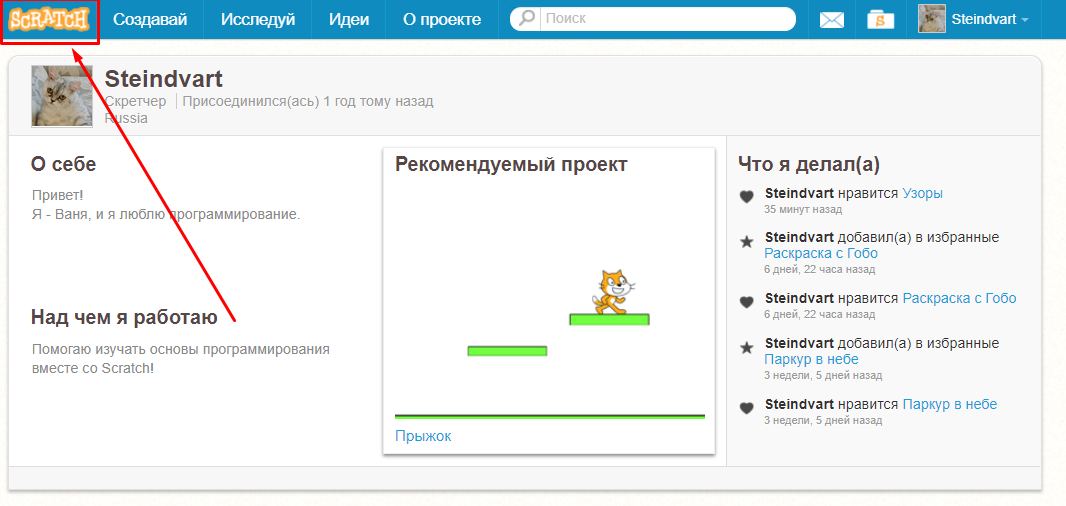 SCRATCH Создавай Исследуй Идеи О проекте Поиск S Steindvart
Steindvart
Скретчер Присоединился(ась) 1 год тому назад
Russia
О себе
Привет!
Я - Ваня, и я люблю программирование.
Над чем я работаю
Помогаю изучать основы программирования
вместе со Scratch!
Рекомендуемый проект
Прыжок
Что я делал(а)
Steindvart нравится Узоры
35 минут назад
Steindvart добавил(а) в избранные
Раскраска с Гобо
6 дней, 22 часа назад
Steindvart нравится Раскраска с Гобо
6 дней, 22 часа назад
Steindvart добавил(а) в избранные
Паркур в небе
3 недели, 5 дней назад
Steindvart нравится Паркур в небе
3 недели, 5 дней назад